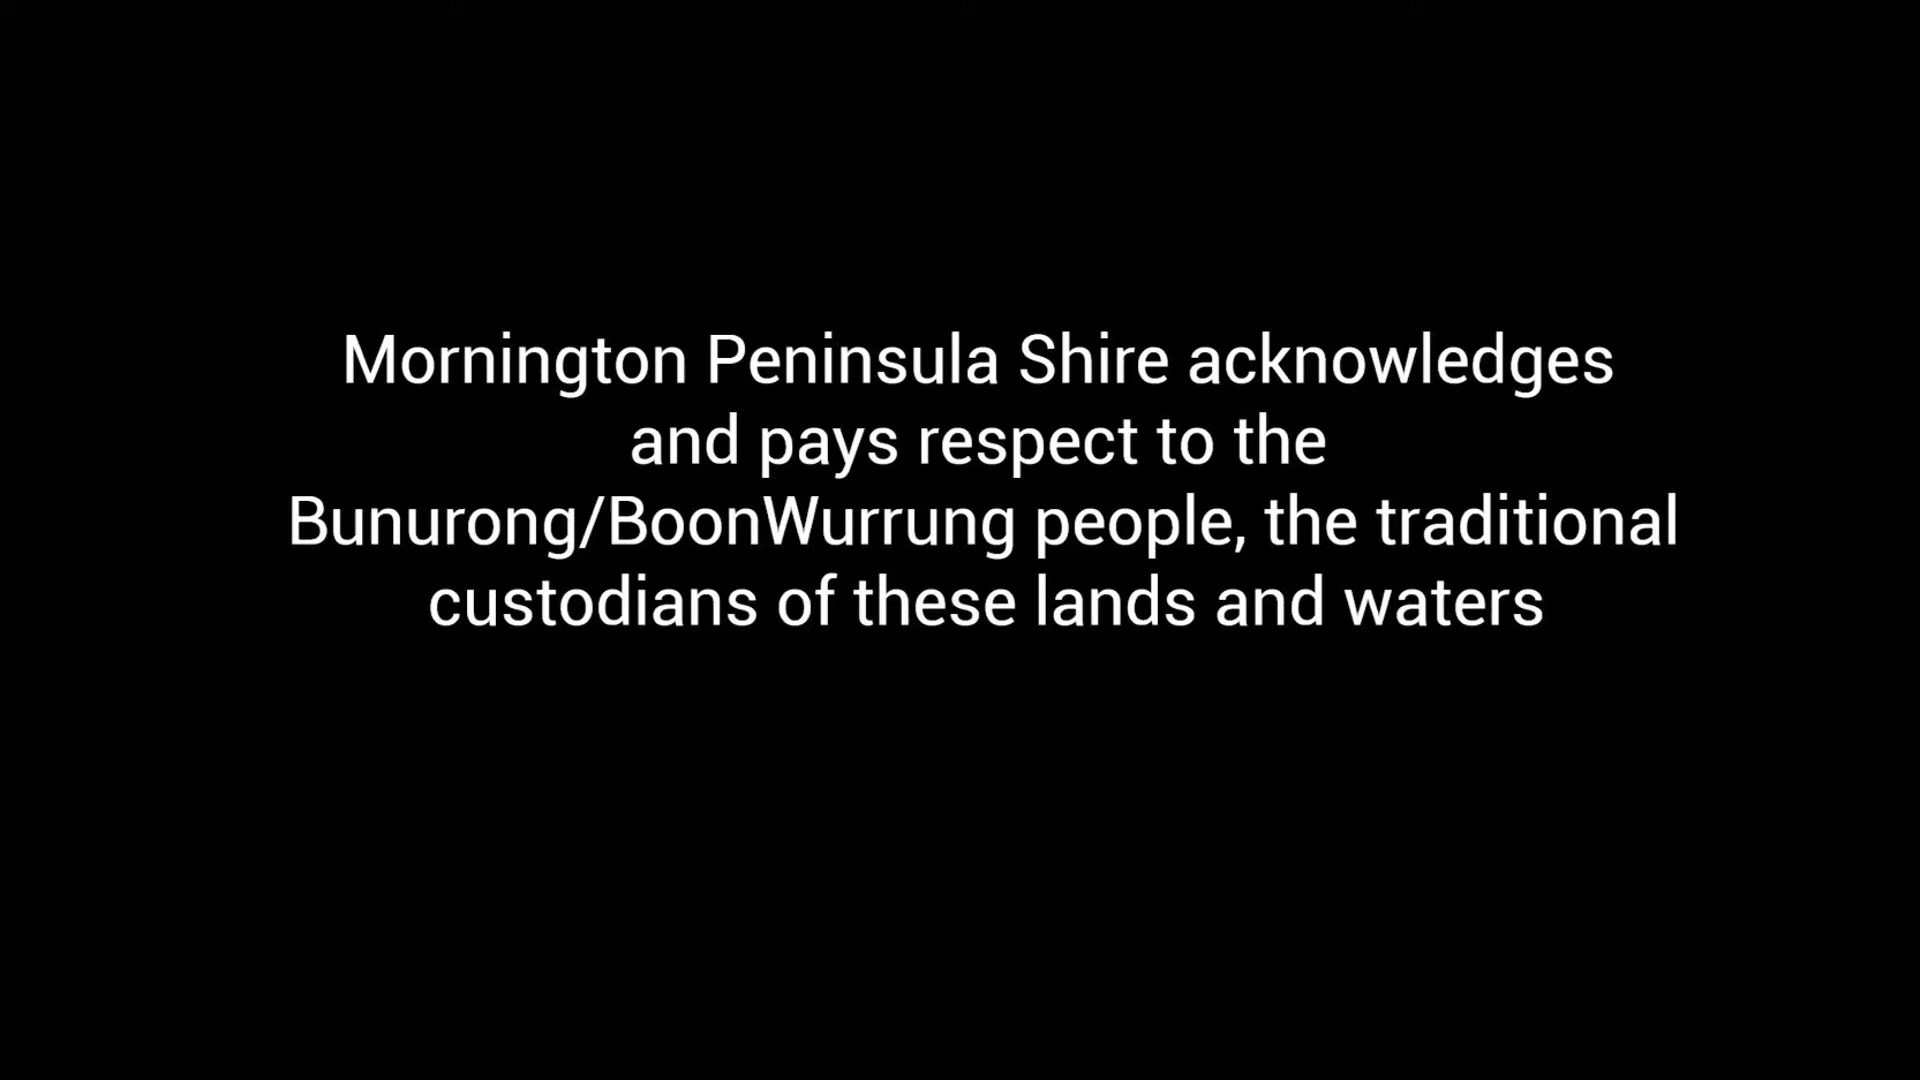 Mornington Peninsula Shire acknowledges
and pays respect to the
Bunurong/BoonWurrung people, the traditional
custodians of these lands and waters